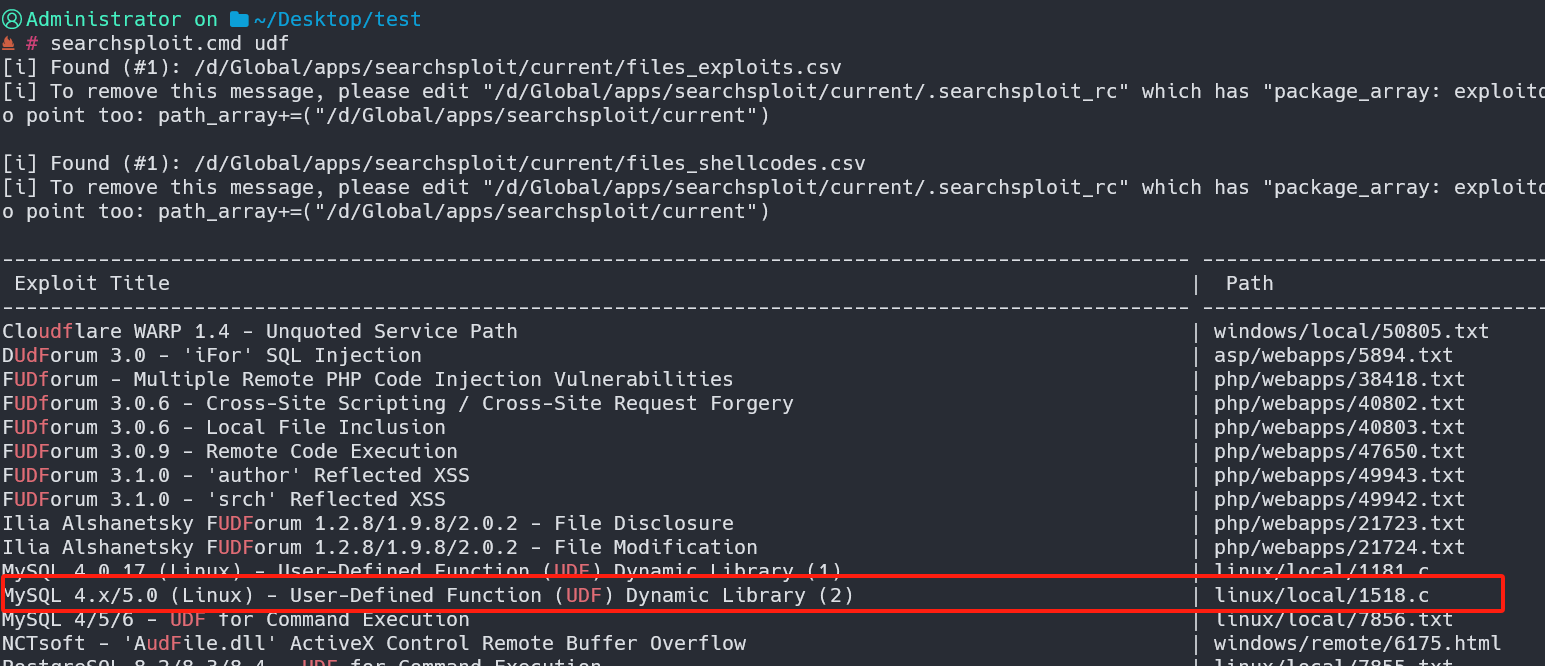 Administrator on ~/Desktop/test
# searchsploit.cmd udf
[i] Found (#1): /d/Global/apps/searchsploit/current/files_exploits.csv
[i] To remove this message, please edit "/d/Global/apps/searchsploit/current/.searchsploit_rc" which has "package_array: exploitd
o point too: path_array+=("/d/Global/apps/searchsploit/current")
[i] Found (#1): /d/Global/apps/searchsploit/current/files_shellcodes.csv
[i] To remove this message, please edit "/d/Global/apps/searchsploit/current/.searchsploit_rc" which has "package_array: exploitd
o point too: path_array+=("/d/Global/apps/searchsploit/current")
---------------------------------------------------------------------------------------------------- -----------------------------
Exploit Title | Path
---------------------------------------------------------------------------------------------------- -----------------------------
Cloudflare WARP 1.4 - Unquoted Service Path | windows/local/50805.txt
DUdForum 3.0 - 'iFor' SQL Injection | asp/webapps/5894.txt
FUDforum - Multiple Remote PHP Code Injection Vulnerabilities | php/webapps/38418.txt
FUDforum 3.0.6 - Cross-Site Scripting / Cross-Site Request Forgery | php/webapps/40802.txt
FUDforum 3.0.6 - Local File Inclusion | php/webapps/40803.txt
FUDForum 3.0.9 - Remote Code Execution | php/webapps/47650.txt
FUDForum 3.1.0 - 'author' Reflected XSS | php/webapps/49943.txt
FUDForum 3.1.0 - 'srch' Reflected XSS | php/webapps/49942.txt
Ilia Alshanetsky FUDForum 1.2.8/1.9.8/2.0.2 - File Disclosure | php/webapps/21723.txt
Ilia Alshanetsky FUDForum 1.2.8/1.9.8/2.0.2 - File Modification | php/webapps/21724.txt
MySQL 4.0.17 (Linux) - User-Defined Function (UDF) Dynamic Library (1) | linux/local/1181.c
MySQL 4.x/5.0 (Linux) - User-Defined Function (UDF) Dynamic Library (2) | linux/local/1518.c
MySQL 4/5/6 - UDF for Command Execution | linux/local/7856.txt
NCTsoft - 'AudFile.dll' ActiveX Control Remote Buffer Overflow | windows/remote/6175.html
PostgreSQL 8.2/8.3/8.4 - UDF for Command Execution | linux/local/7855.txt